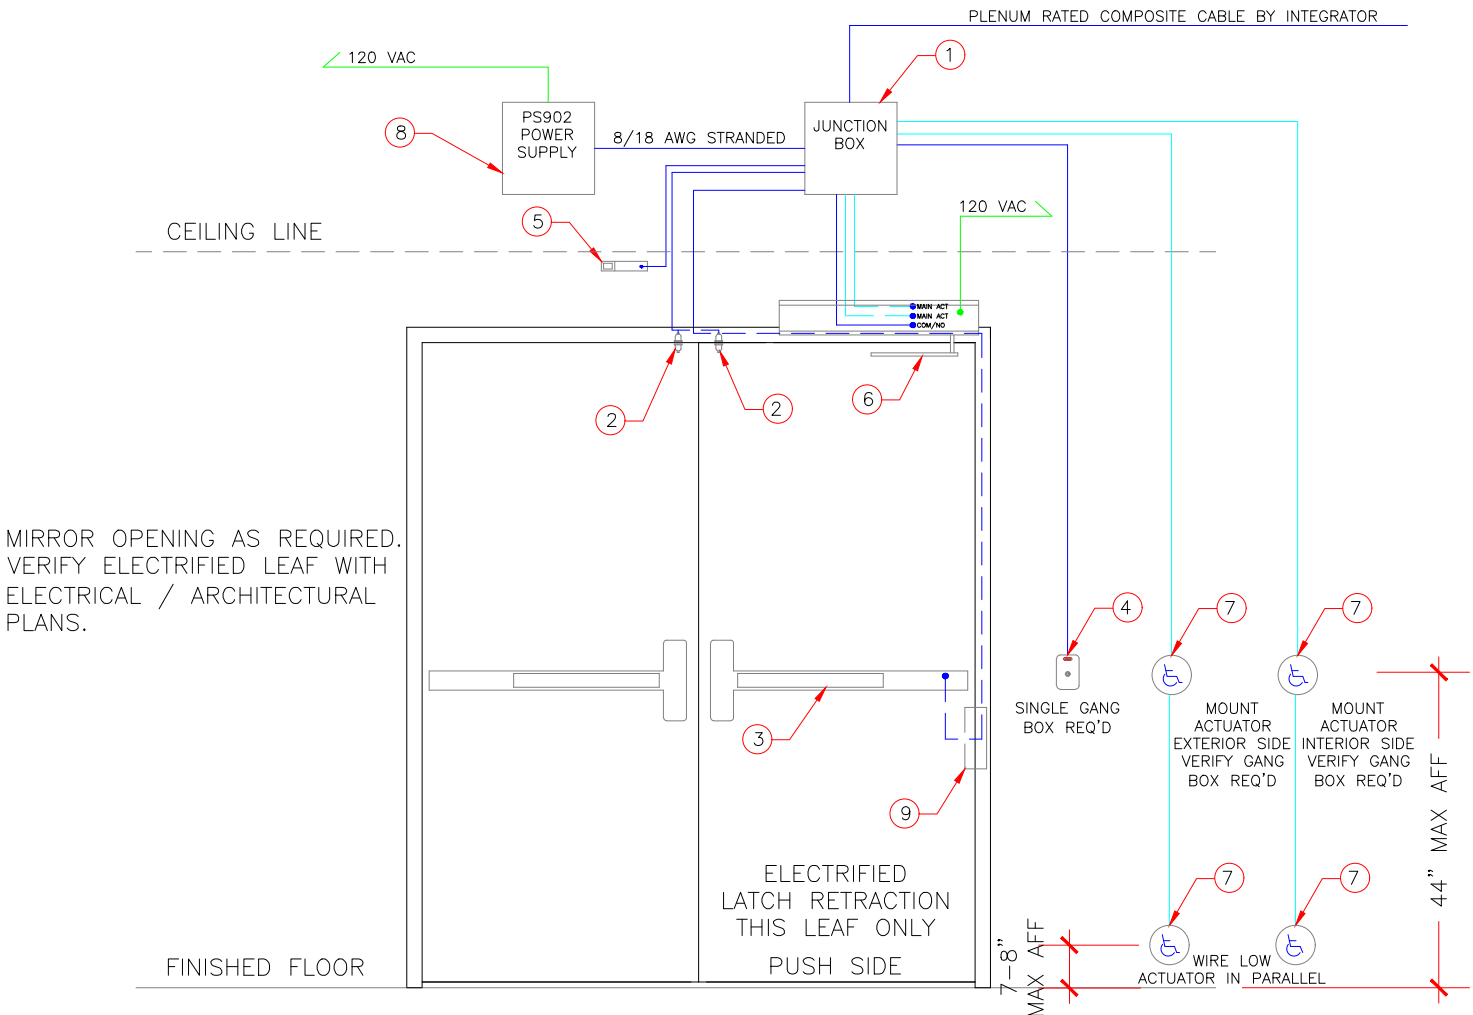 PLENUM RATED COMPOSITE CABLE BY INTEGRATOR
120 VAC
1
PS902
POWER
SUPPLY
8
8/18 AWG STRANDED
JUNCTION
BOX
5
120 VAC
CEILING LINE
MAIN ACT
MAIN ACT
COM/NO
2
2
6
MIRROR OPENING AS REQUIRED.
VERIFY ELECTRIFIED LEAF WITH
ELECTRICAL / ARCHITECTURAL
PLANS.
4
7
7
SINGLE GANG
BOX REQ'D
MOUNT
ACTUATOR
EXTERIOR SIDE
VERIFY GANG
BOX REQ'D
MOUNT
ACTUATOR
INTERIOR SIDE
VERIFY GANG
BOX REQ'D
3
9
44" MAX AFF
ELECTRIFIED
LATCH RETRACTION
THIS LEAF ONLY
PUSH SIDE
7
7
7-8"
MAX AFF
WIRE LOW
ACTUATOR IN PARALLEL
FINISHED FLOOR